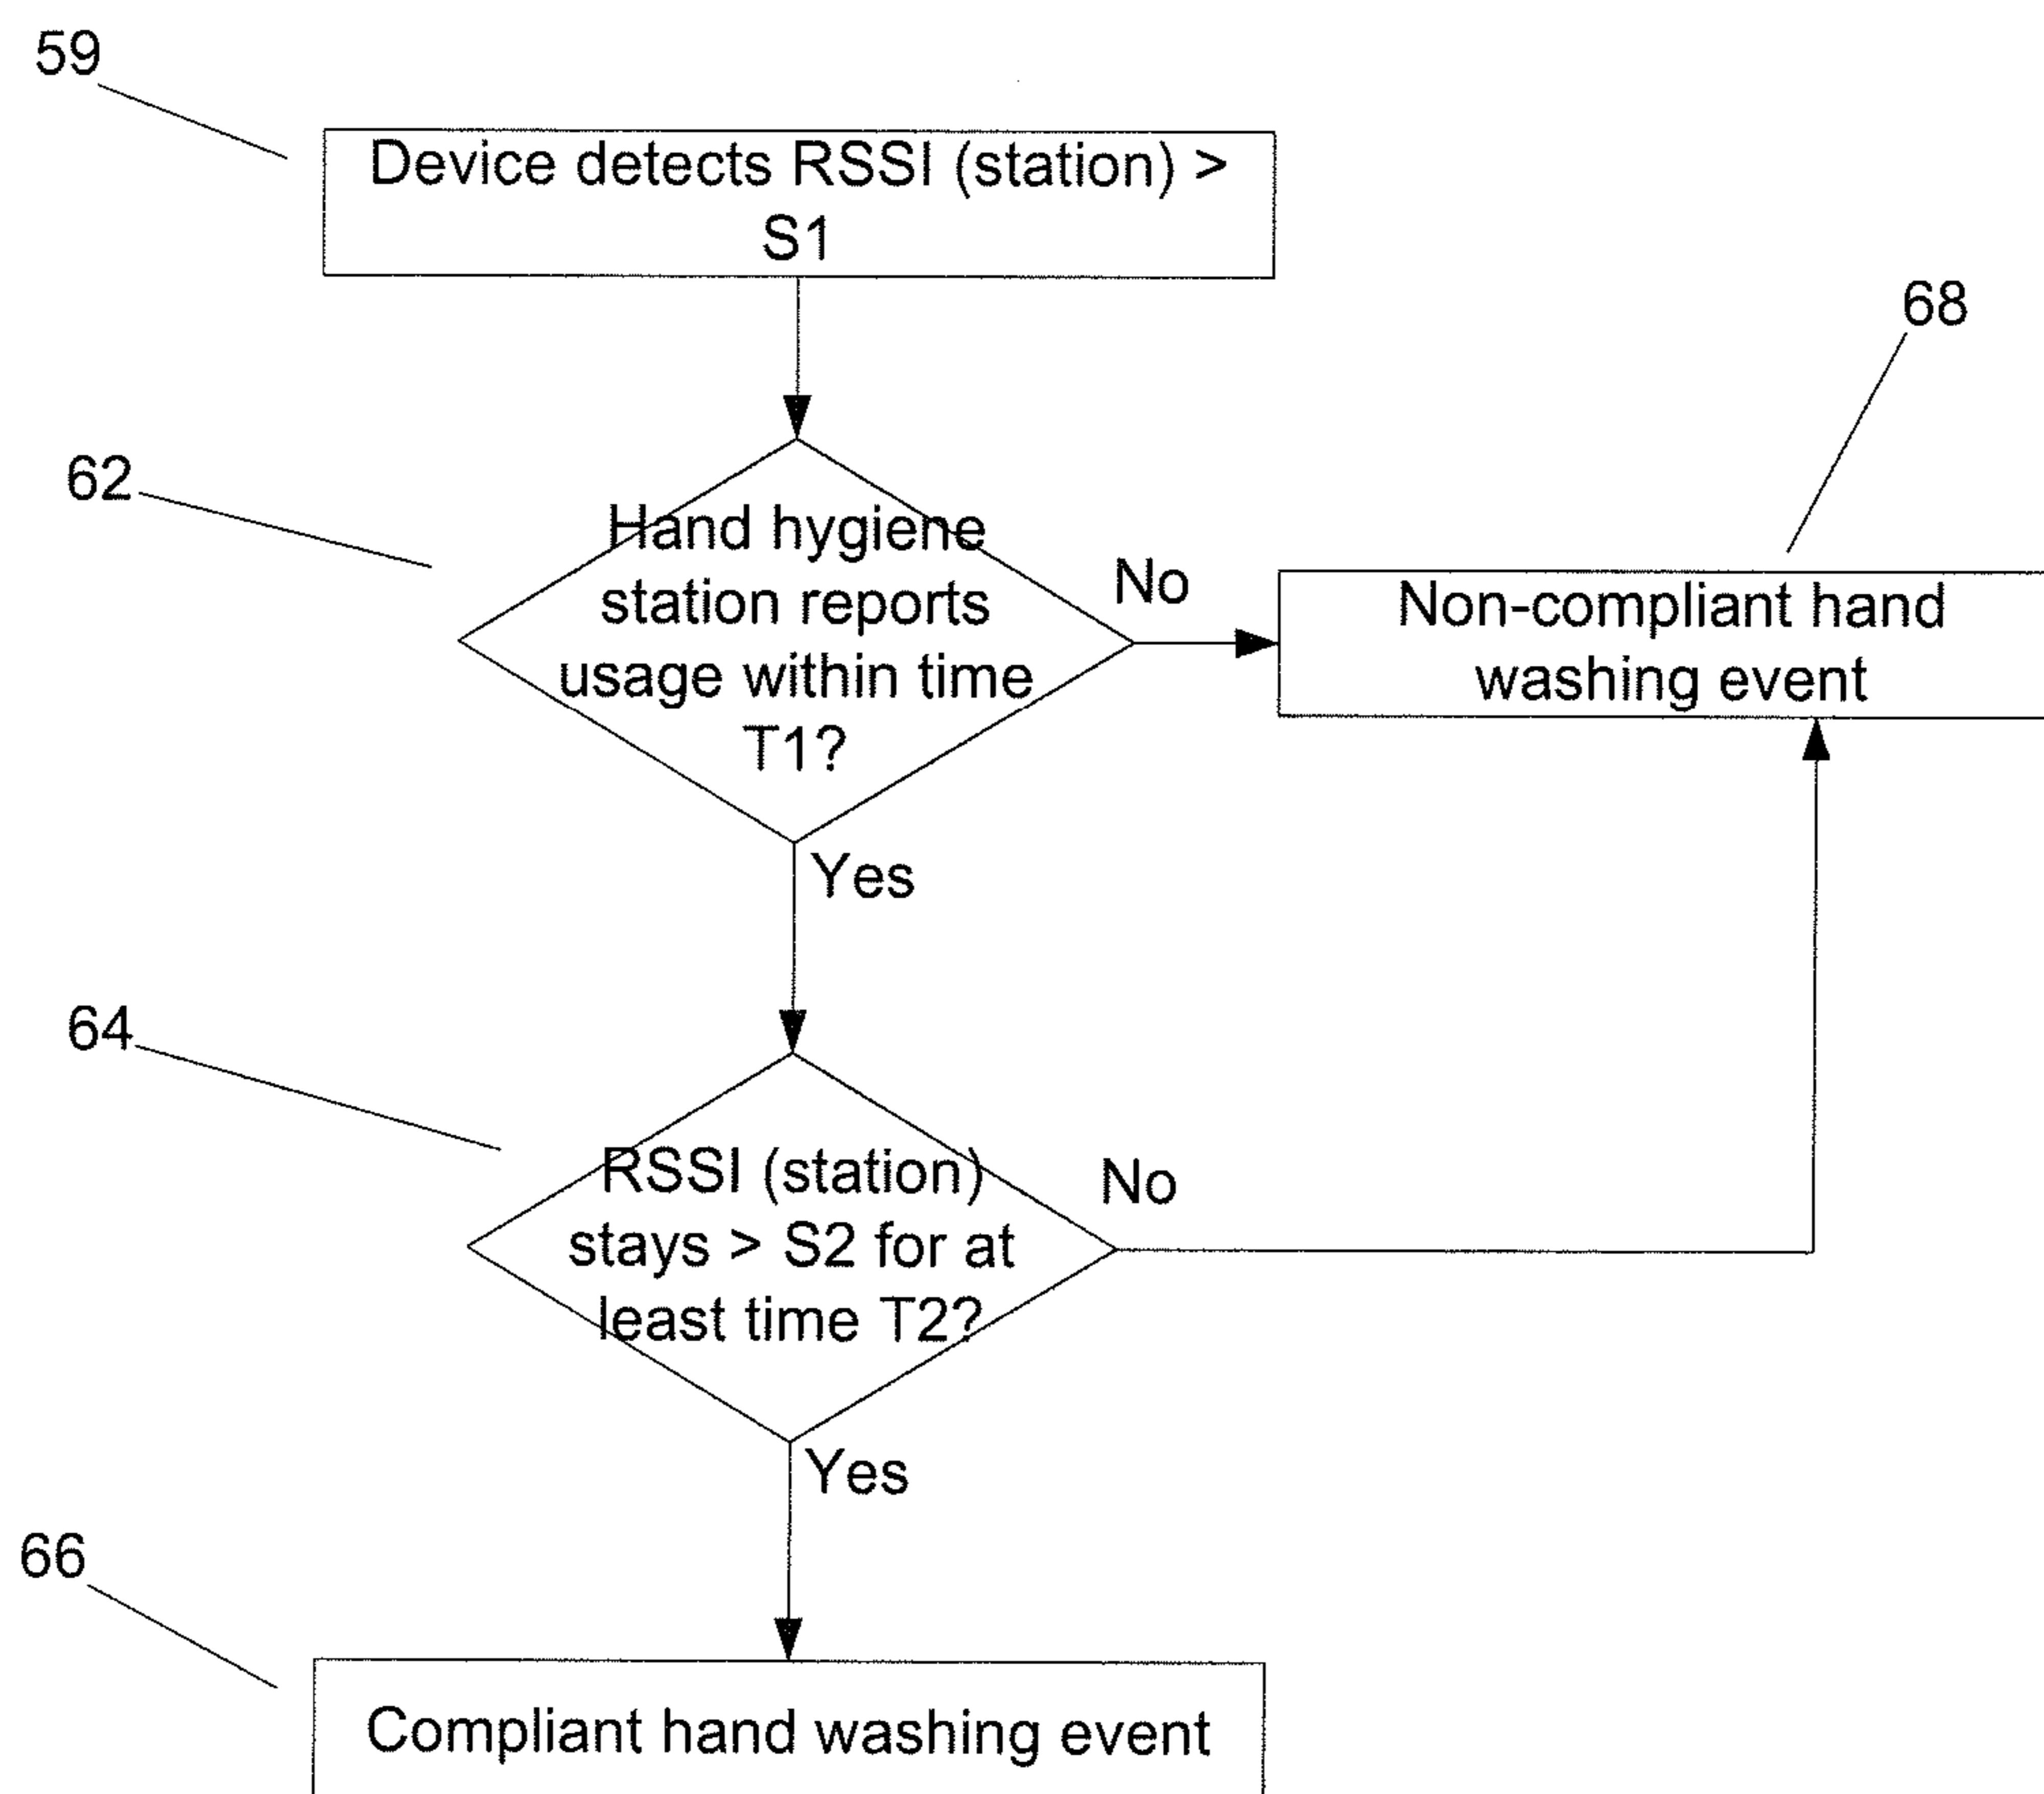 59
Device detects RSSI (station) >
S1
68
62
Hand hygiene
station reports
usage within time
T1?
No
Non-compliant hand
washing event
Yes
64
RSSI (station)
stays > S2 for at
least time T2?
No
Yes
66
Compliant hand washing event